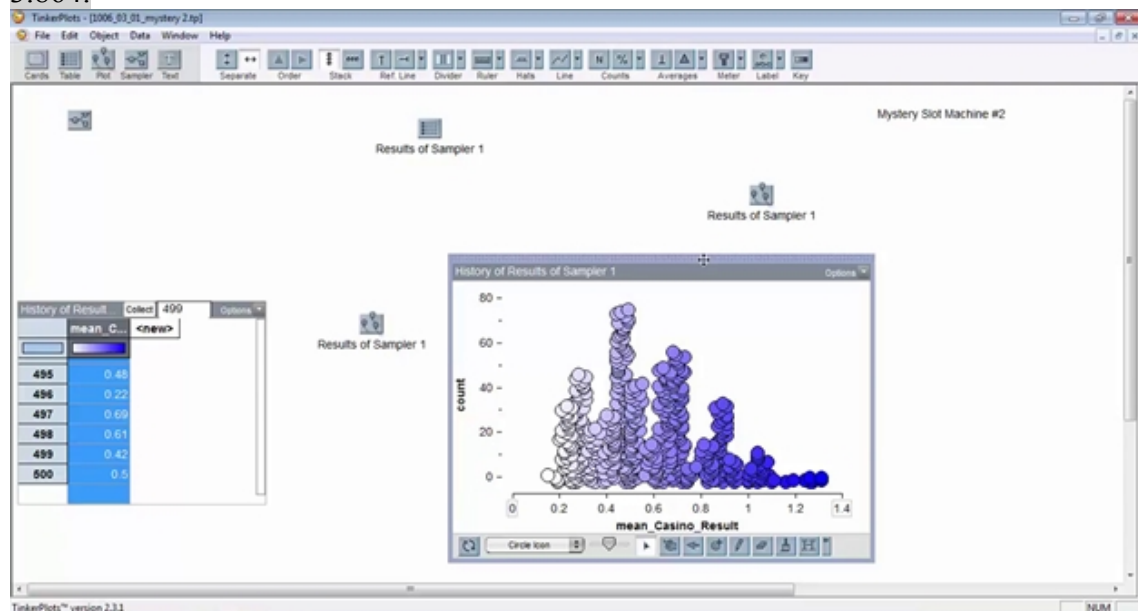 TinkerPlots - [1006_03_01_mystery 2.tp]
File Edit Object Data Window Help
Cards Table Plot Sampler Text Separate Order Stack Ref. Line Divider Ruler Hats Line Counts Averages Meter Label Key
Mystery Slot Machine #2
Results of Sampler 1
Results of Sampler 1
History of Results of Sampler 1 Options
80
60
40
20
0
count
0 0.2 0.4 0.6 0.8 1 1.2 1.4
mean_Casino_Result
Circle Icon
History of Result... Collect 499 Options
mean_C... <new>
495 0.48
496 0.22
497 0.69
498 0.61
499 0.42
500 0.5
Results of Sampler 1
TinkerPlots™ version 2.3.1
NUM